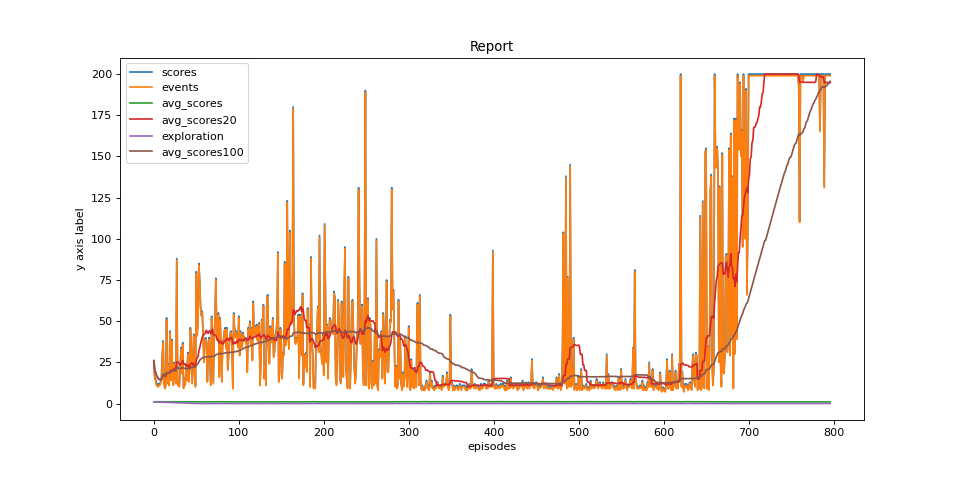 Report
scores
events
avg_scores
avg_scores20
exploration
avg_scores100
200
175
150
125
100
75
50
25
0
y axis label
0 100 200 300 400 500 600 700 800
episodes